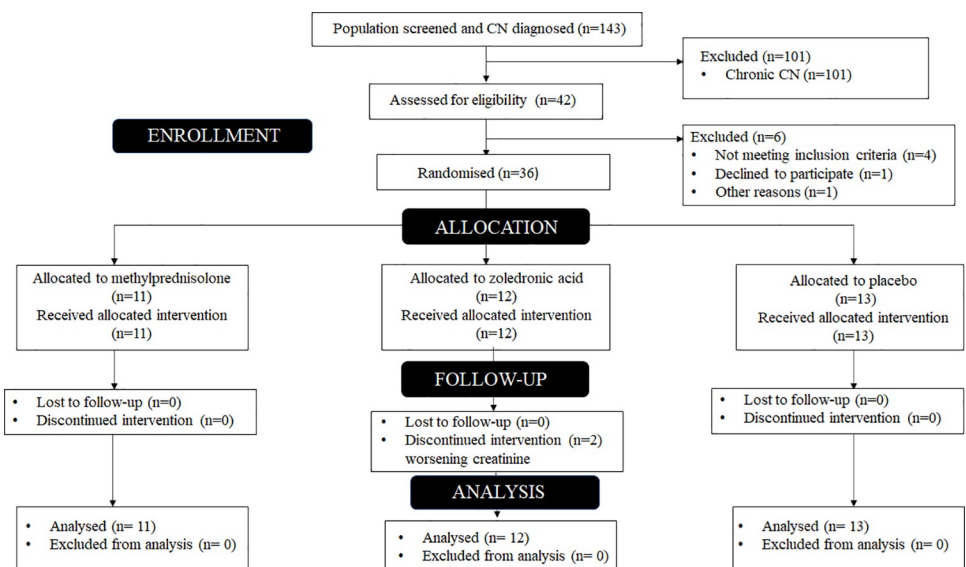 Population screened and CN diagnosed (n=143)
Excluded (n=101)
• Chronic CN (n=101)
Assessed for eligibility (n=42)
ENROLLMENT
Excluded (n=6)
• Not meeting inclusion criteria (n=4)
• Declined to participate (n=1)
• Other reasons (n=1)
Randomised (n=36)
ALLOCATION
Allocated to methylprednisolone
(n=11)
Received allocated intervention
(n=11)
Allocated to zoledronic acid
(n=12)
Received allocated intervention
(n=12)
Allocated to placebo
(n=13)
Received allocated intervention
(n=13)
FOLLOW-UP
• Lost to follow-up (n=0)
• Discontinued intervention (n=0)
• Lost to follow-up (n=0)
• Discontinued intervention (n=2)
worsening creatinine
• Lost to follow-up (n=0)
• Discontinued intervention (n=0)
ANALYSIS
• Analysed (n= 11)
• Excluded from analysis (n= 0)
• Analysed (n= 12)
• Excluded from analysis (n= 0)
• Analysed (n= 13)
• Excluded from analysis (n= 0)